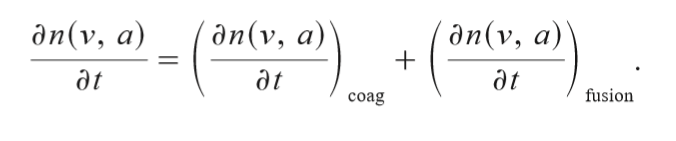 ∂n(v, a)/∂t = (∂n(v, a)/∂t)_coag + (∂n(v, a)/∂t)_fusion.